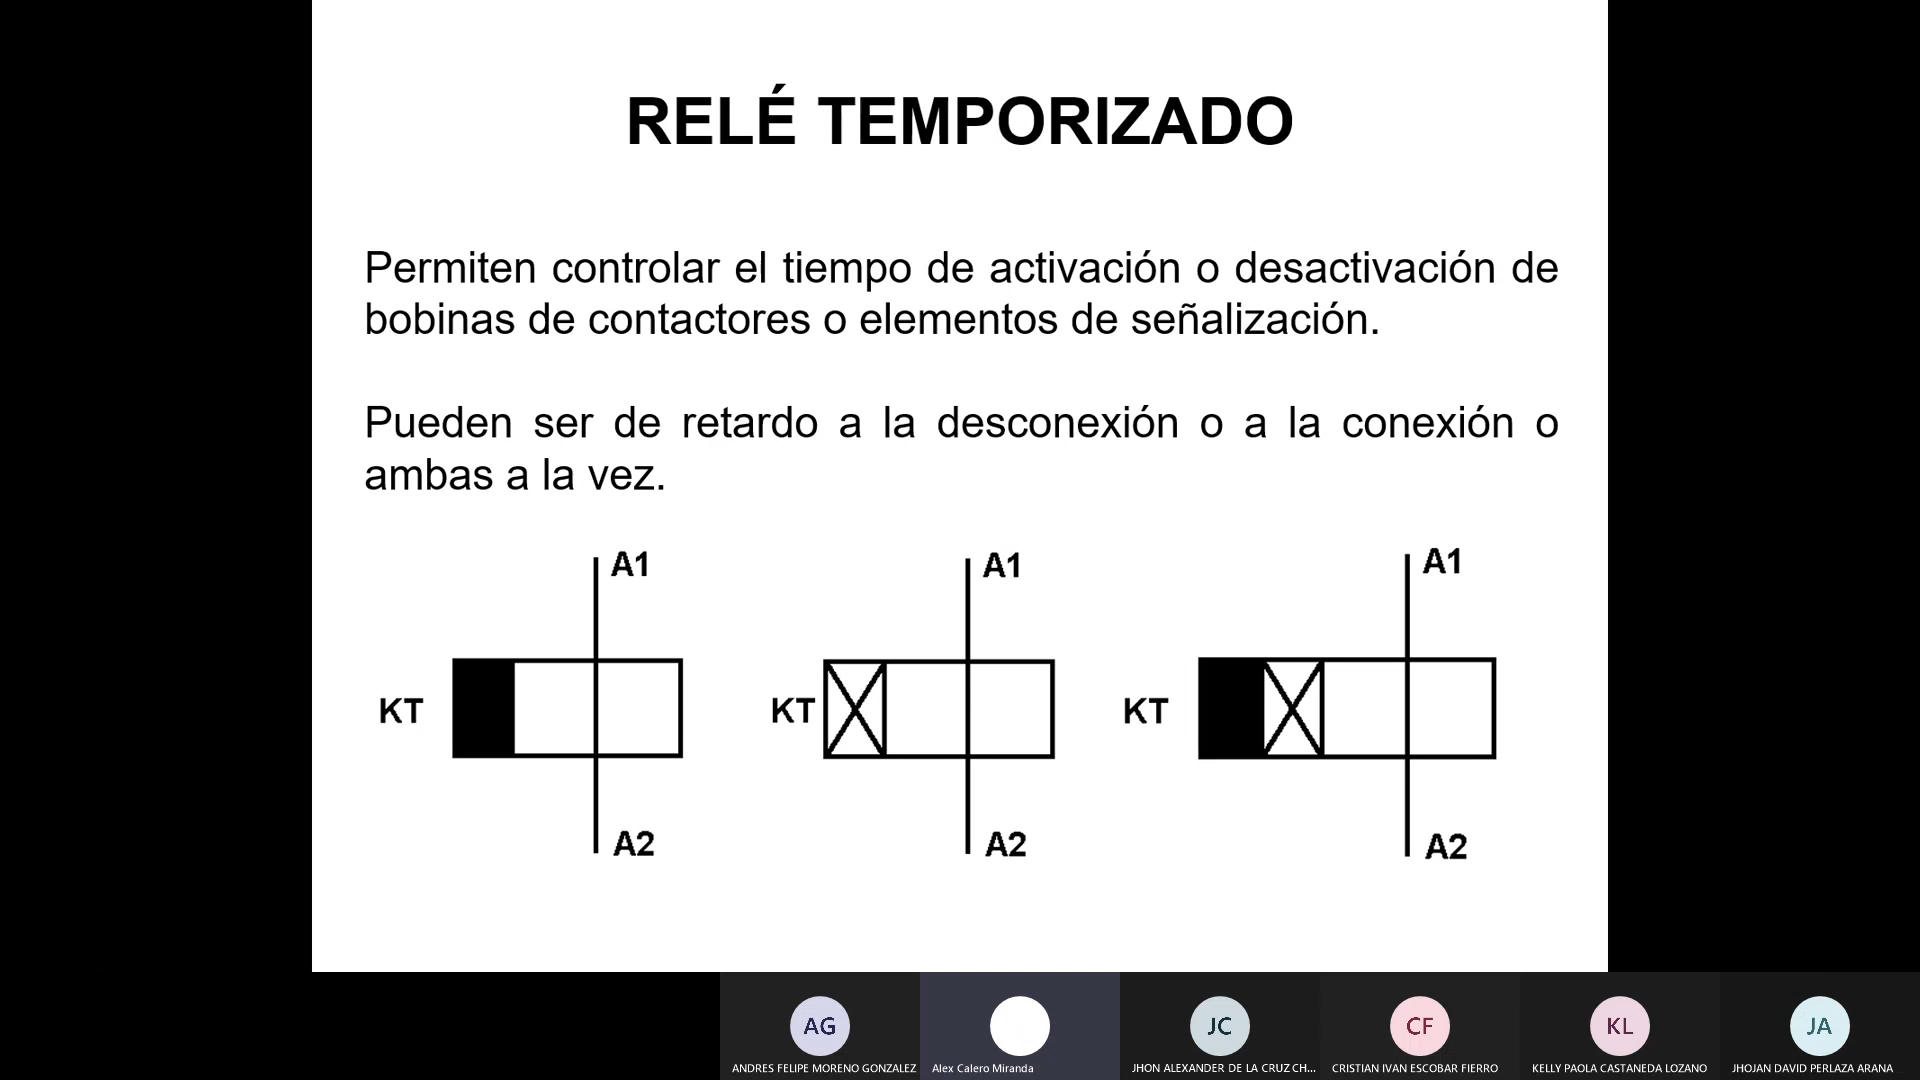 RELÉ TEMPORIZADO
Permiten controlar el tiempo de activación o desactivación de
bobinas de contactores o elementos de señalización.
Pueden ser de retardo a la desconexión o a la conexión o
ambas a la vez.
A1 A1 A1
KT KT KT
A2 A2 A2
AG JC CF KL JA
ANDRES FELIPE MORENO GONZALEZ Alex Calero Miranda JHON ALEXANDER DE LA CRUZ CH... CRISTIAN IVAN ESCOBAR FIERRO KELLY PAOLA CASTAÑEDA LOZANO JHOJAN DAVID PERLAZA ARANA